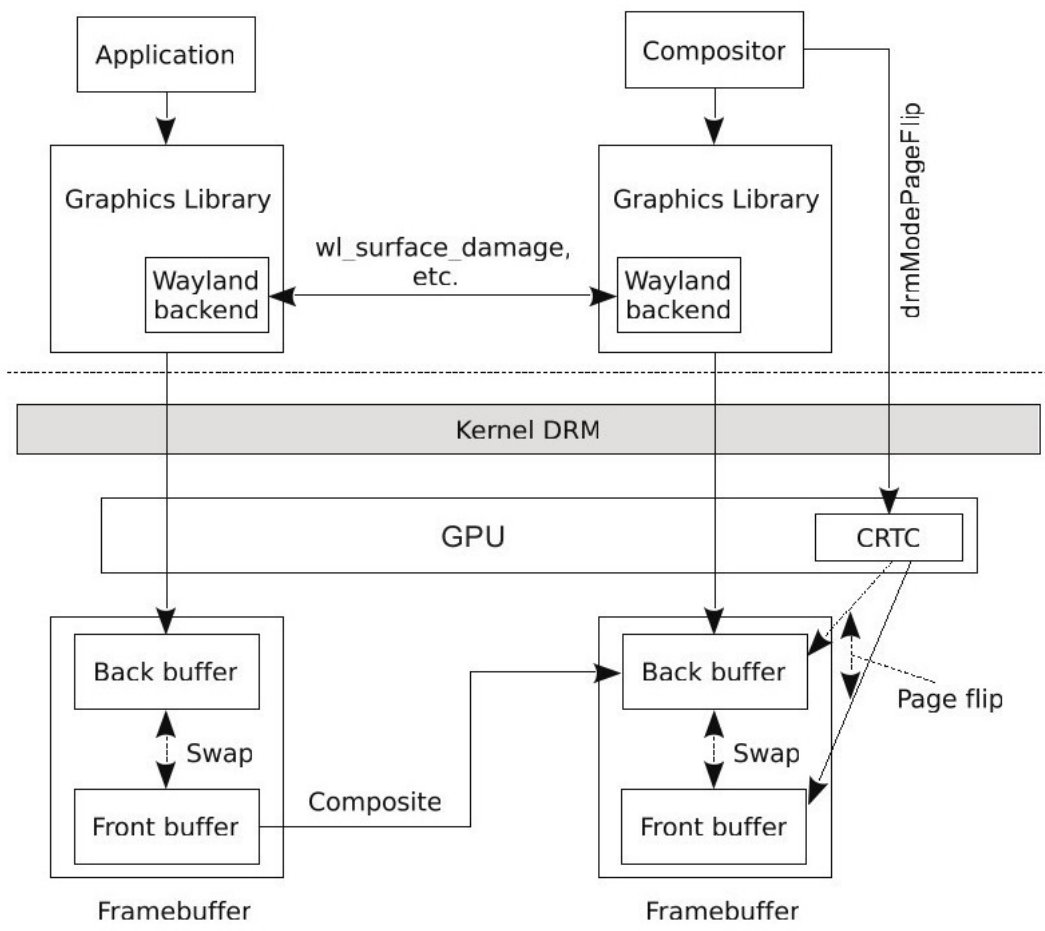 Application
Compositor
Graphics Library
Graphics Library
drmModePageFlip
wl_surface_damage,
etc.
Wayland
backend
Wayland
backend
Kernel DRM
GPU
CRTC
Back buffer
Back buffer
Page flip
Swap
Swap
Composite
Front buffer
Front buffer
Framebuffer
Framebuffer